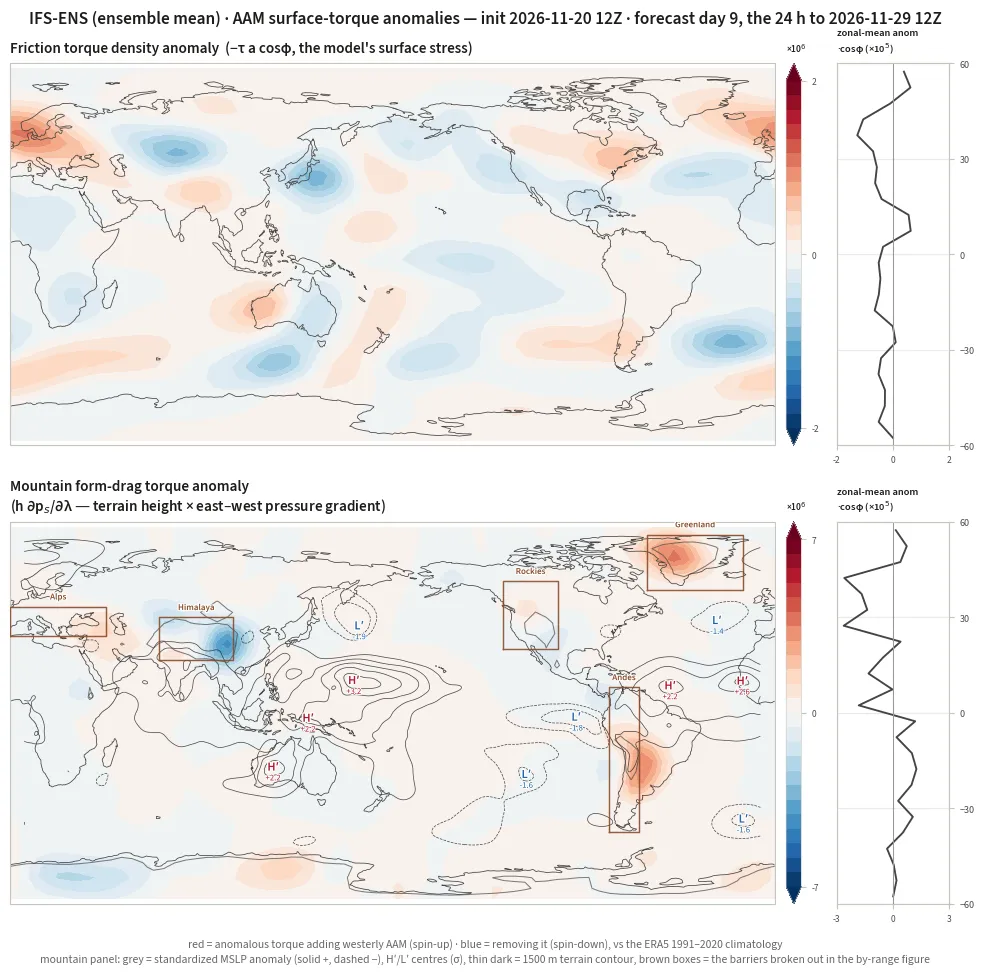 IFS-ENS (ensemble mean) · AAM surface-torque anomalies — init 2026-11-20 12Z · forecast day 9, the 24 h to 2026-11-29 12Z
Friction torque density anomaly (−τ a cosϕ, the model's surface stress)
×10⁶
zonal-mean anom
·cosϕ (×10⁵)
2
0
-2
60
30
0
−30
−60
-2
0
2
Mountain form-drag torque anomaly
(h ∂pₛ/∂λ — terrain height × east–west pressure gradient)
×10⁶
zonal-mean anom
·cosϕ (×10⁵)
Greenland
Rockies
Alps
Himalaya
Andes
L'
-1.9
L'
-1.4
H'
+3.2
H'
+2.2
H'
+2.6
H'
+2.2
L'
-1.8
H'
L'
-1.6
L'
-1.6
7
0
-7
60
30
0
−30
−60
-3
0
3
red = anomalous torque adding westerly AAM (spin-up) · blue = removing it (spin-down), vs the ERA5 1991–2020 climatology
mountain panel: grey = standardized MSLP anomaly (solid +, dashed –), H'/L' centres (σ), thin dark = 1500 m terrain contour, brown boxes = the barriers broken out in the by-range figure